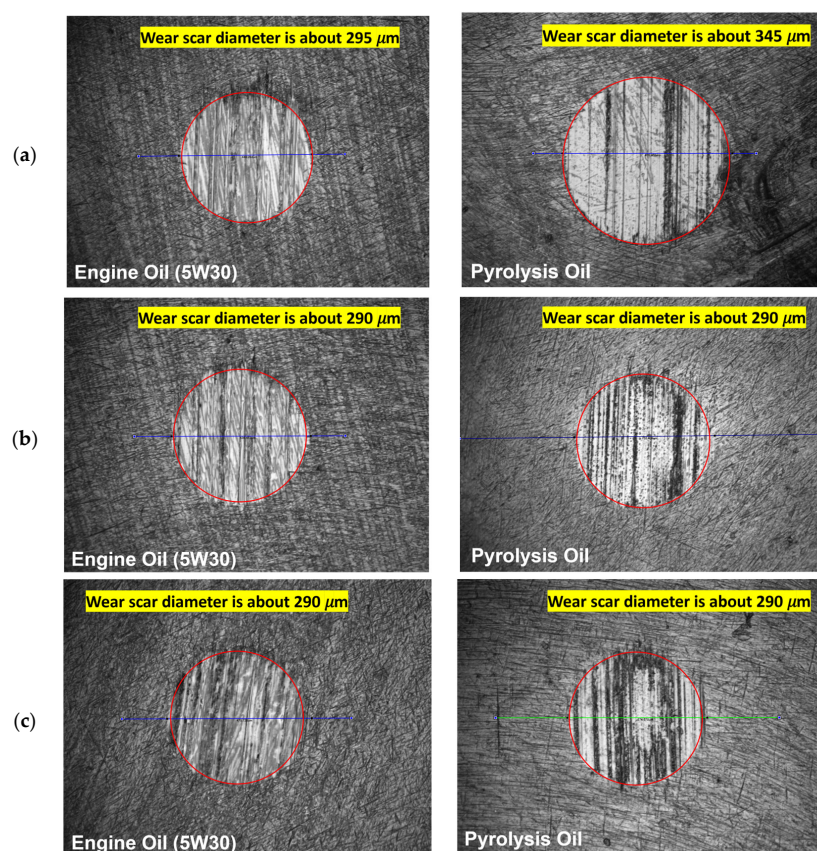 Wear scar diameter is about 295 μm
Wear scar diameter is about 345 μm
(a)
Engine Oil (5W30)
Pyrolysis Oil
Wear scar diameter is about 290 μm
Wear scar diameter is about 290 μm
(b)
Engine Oil (5W30)
Pyrolysis Oil
Wear scar diameter is about 290 μm
Wear scar diameter is about 290 μm
(c)
Engine Oil (5W30)
Pyrolysis Oil